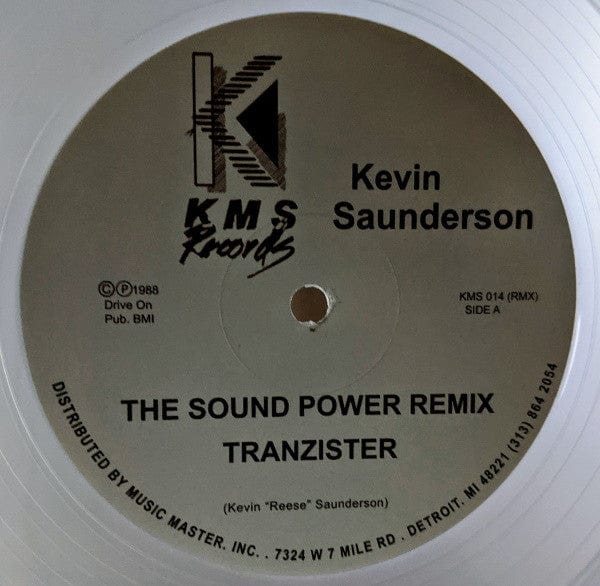 K
KMS
Records
Kevin
Saunderson
©℗1988
Drive On
Pub. BMI
KMS 014 (RMX)
SIDE A
THE SOUND POWER REMIX
TRANZISTER
(Kevin "Reese" Saunderson)
DISTRIBUTED BY MUSIC MASTER. INC. . 7324 W 7 MILE RD . DETROIT. MI 48221 (313) 864 2054